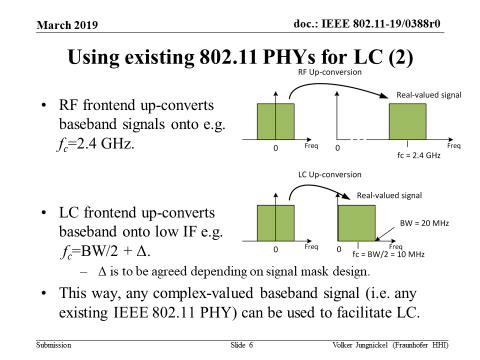 March 2019
doc.: IEEE 802.11-19/0388r0
Using existing 802.11 PHYs for LC (2)
RF Up-conversion
Real-valued signal
0
Freq
0
Freq
fc = 2.4 GHz
• RF frontend up-converts
baseband signals onto e.g.
fc=2.4 GHz.
LC Up-conversion
Real-valued signal
BW = 20 MHz
0
Freq
0
Freq
fc = BW/2 = 10 MHz
• LC frontend up-converts
baseband onto low IF e.g.
fc=BW/2 + Δ.
– Δ is to be agreed depending on signal mask design.
• This way, any complex-valued baseband signal (i.e. any
existing IEEE 802.11 PHY) can be used to facilitate LC.
Submission
Slide 6
Volker Jungnickel (Fraunhofer HHI)